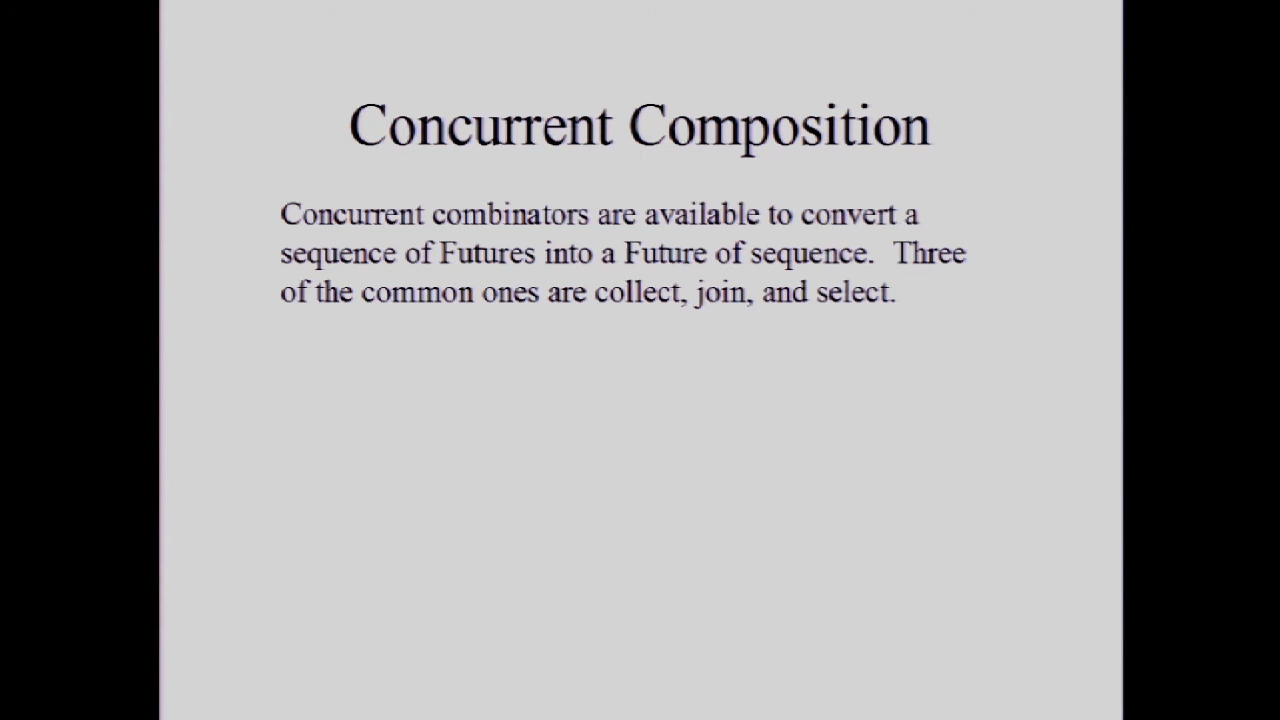 Concurrent Composition
Concurrent combinators are available to convert a
sequence of Futures into a Future of sequence.  Three
of the common ones are collect, join, and select.